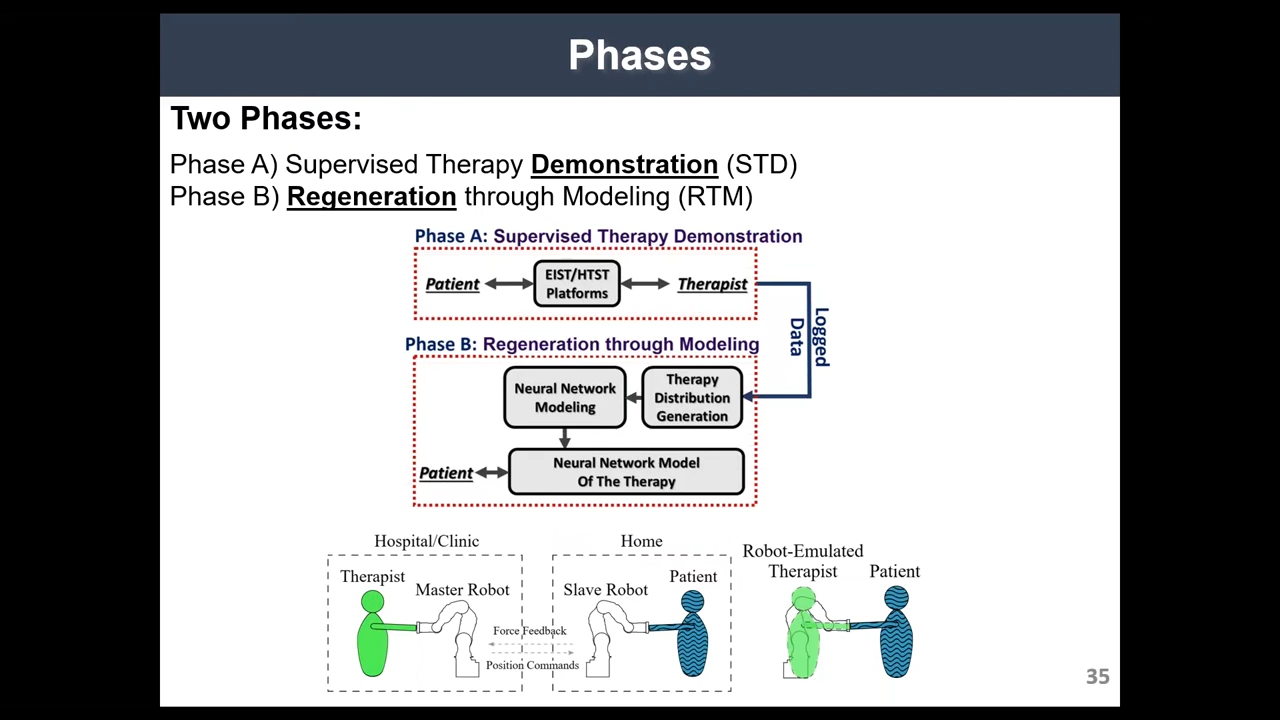 Phases
Two Phases:
Phase A) Supervised Therapy Demonstration (STD)
Phase B) Regeneration through Modeling (RTM)
Phase A: Supervised Therapy Demonstration
Patient
EIST/HTST
Platforms
Therapist
Logged
Data
Phase B: Regeneration through Modeling
Neural Network
Modeling
Therapy
Distribution
Generation
Patient
Neural Network Model
Of The Therapy
Hospital/Clinic
Therapist
Master Robot
Force Feedback
Position Commands
Home
Slave Robot
Patient
Robot-Emulated
Therapist
Patient
35